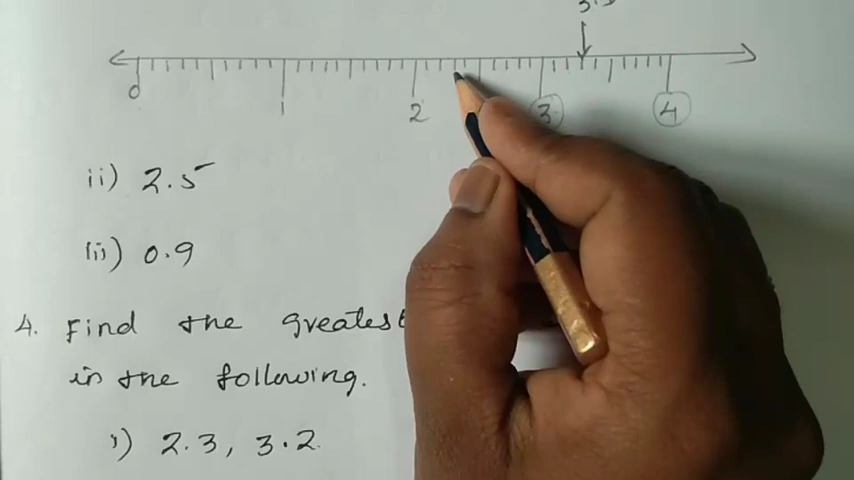 0 1 2 3 4
ii) 2.5
iii) 0.9
4. Find the greatest
in the following.
i) 2.3, 3.2